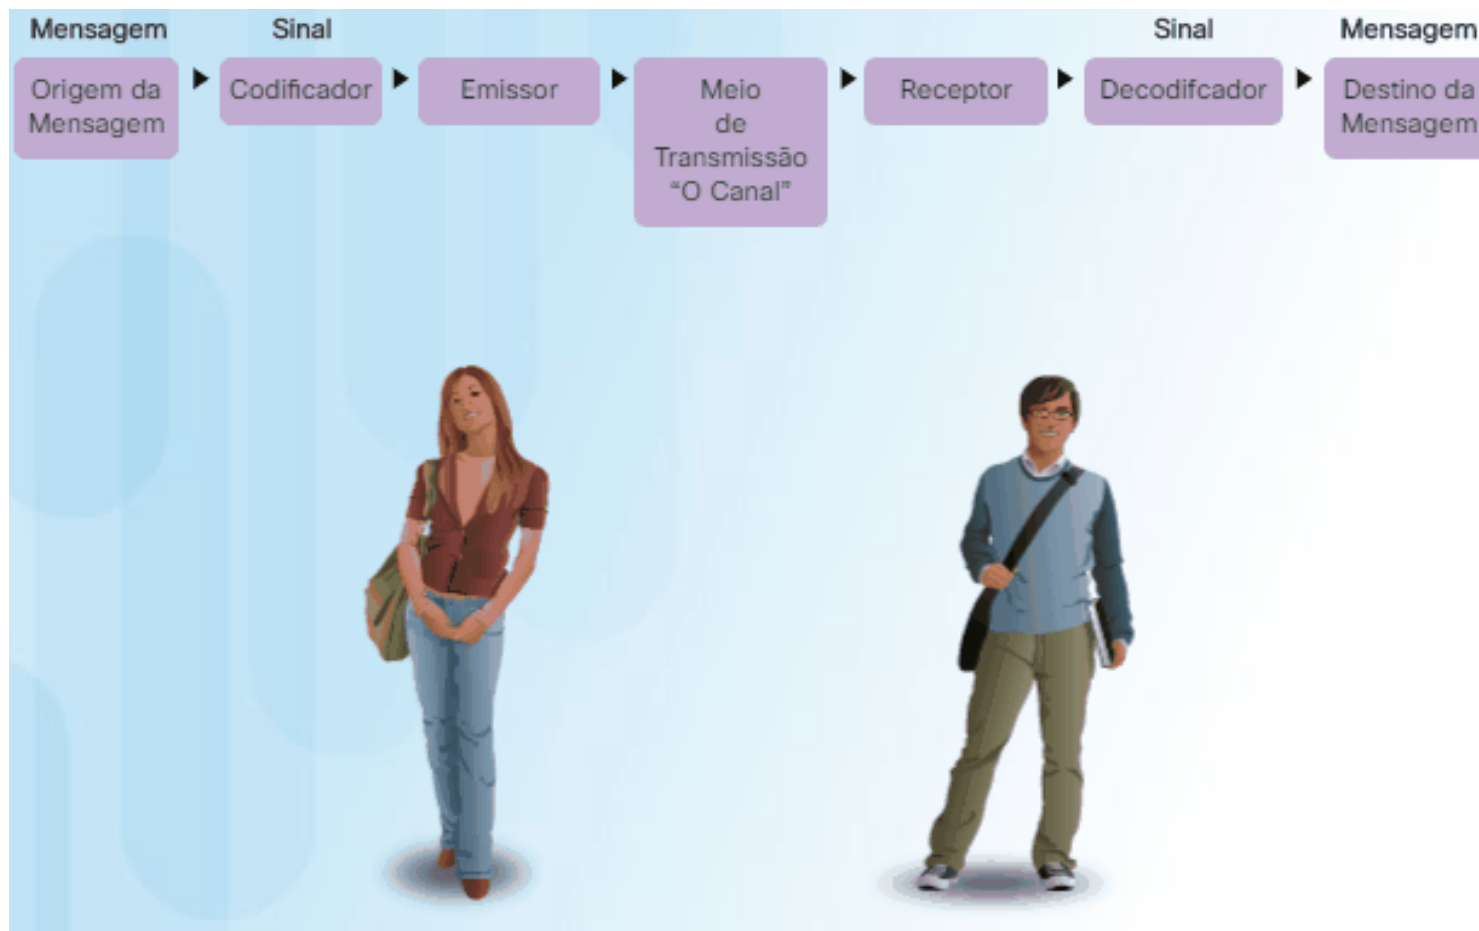 Mensagem
Sinal
Sinal
Mensagem
Origem da
Mensagem
Codificador
Emissor
Meio
de
Transmissão
“O Canal”
Receptor
Decodifcador
Destino da
Mensagem